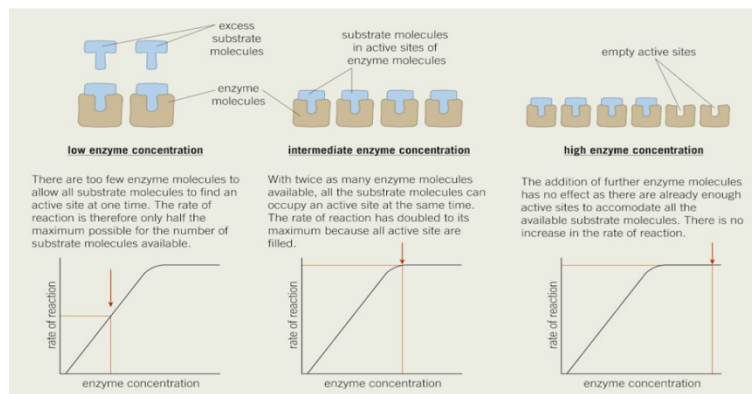 excess
substrate
molecules
substrate molecules
in active sites of
enzyme molecules
empty active sites
enzyme
molecules
low enzyme concentration
There are too few enzyme molecules to
allow all substrate molecules to find an
active site at one time. The rate of
reaction is therefore only half the
maximum possible for the number of
substrate molecules available.
rate of reaction
enzyme concentration
intermediate enzyme concentration
With twice as many enzyme molecules
available, all the substrate molecules can
occupy an active site at the same time.
The rate of reaction has doubled to its
maximum because all active site are
filled.
rate of reaction
enzyme concentration
high enzyme concentration
The addition of further enzyme molecules
has no effect as there are already enough
active sites to accomodate all the
available substrate molecules. There is no
increase in the rate of reaction.
rate of reaction
enzyme concentration